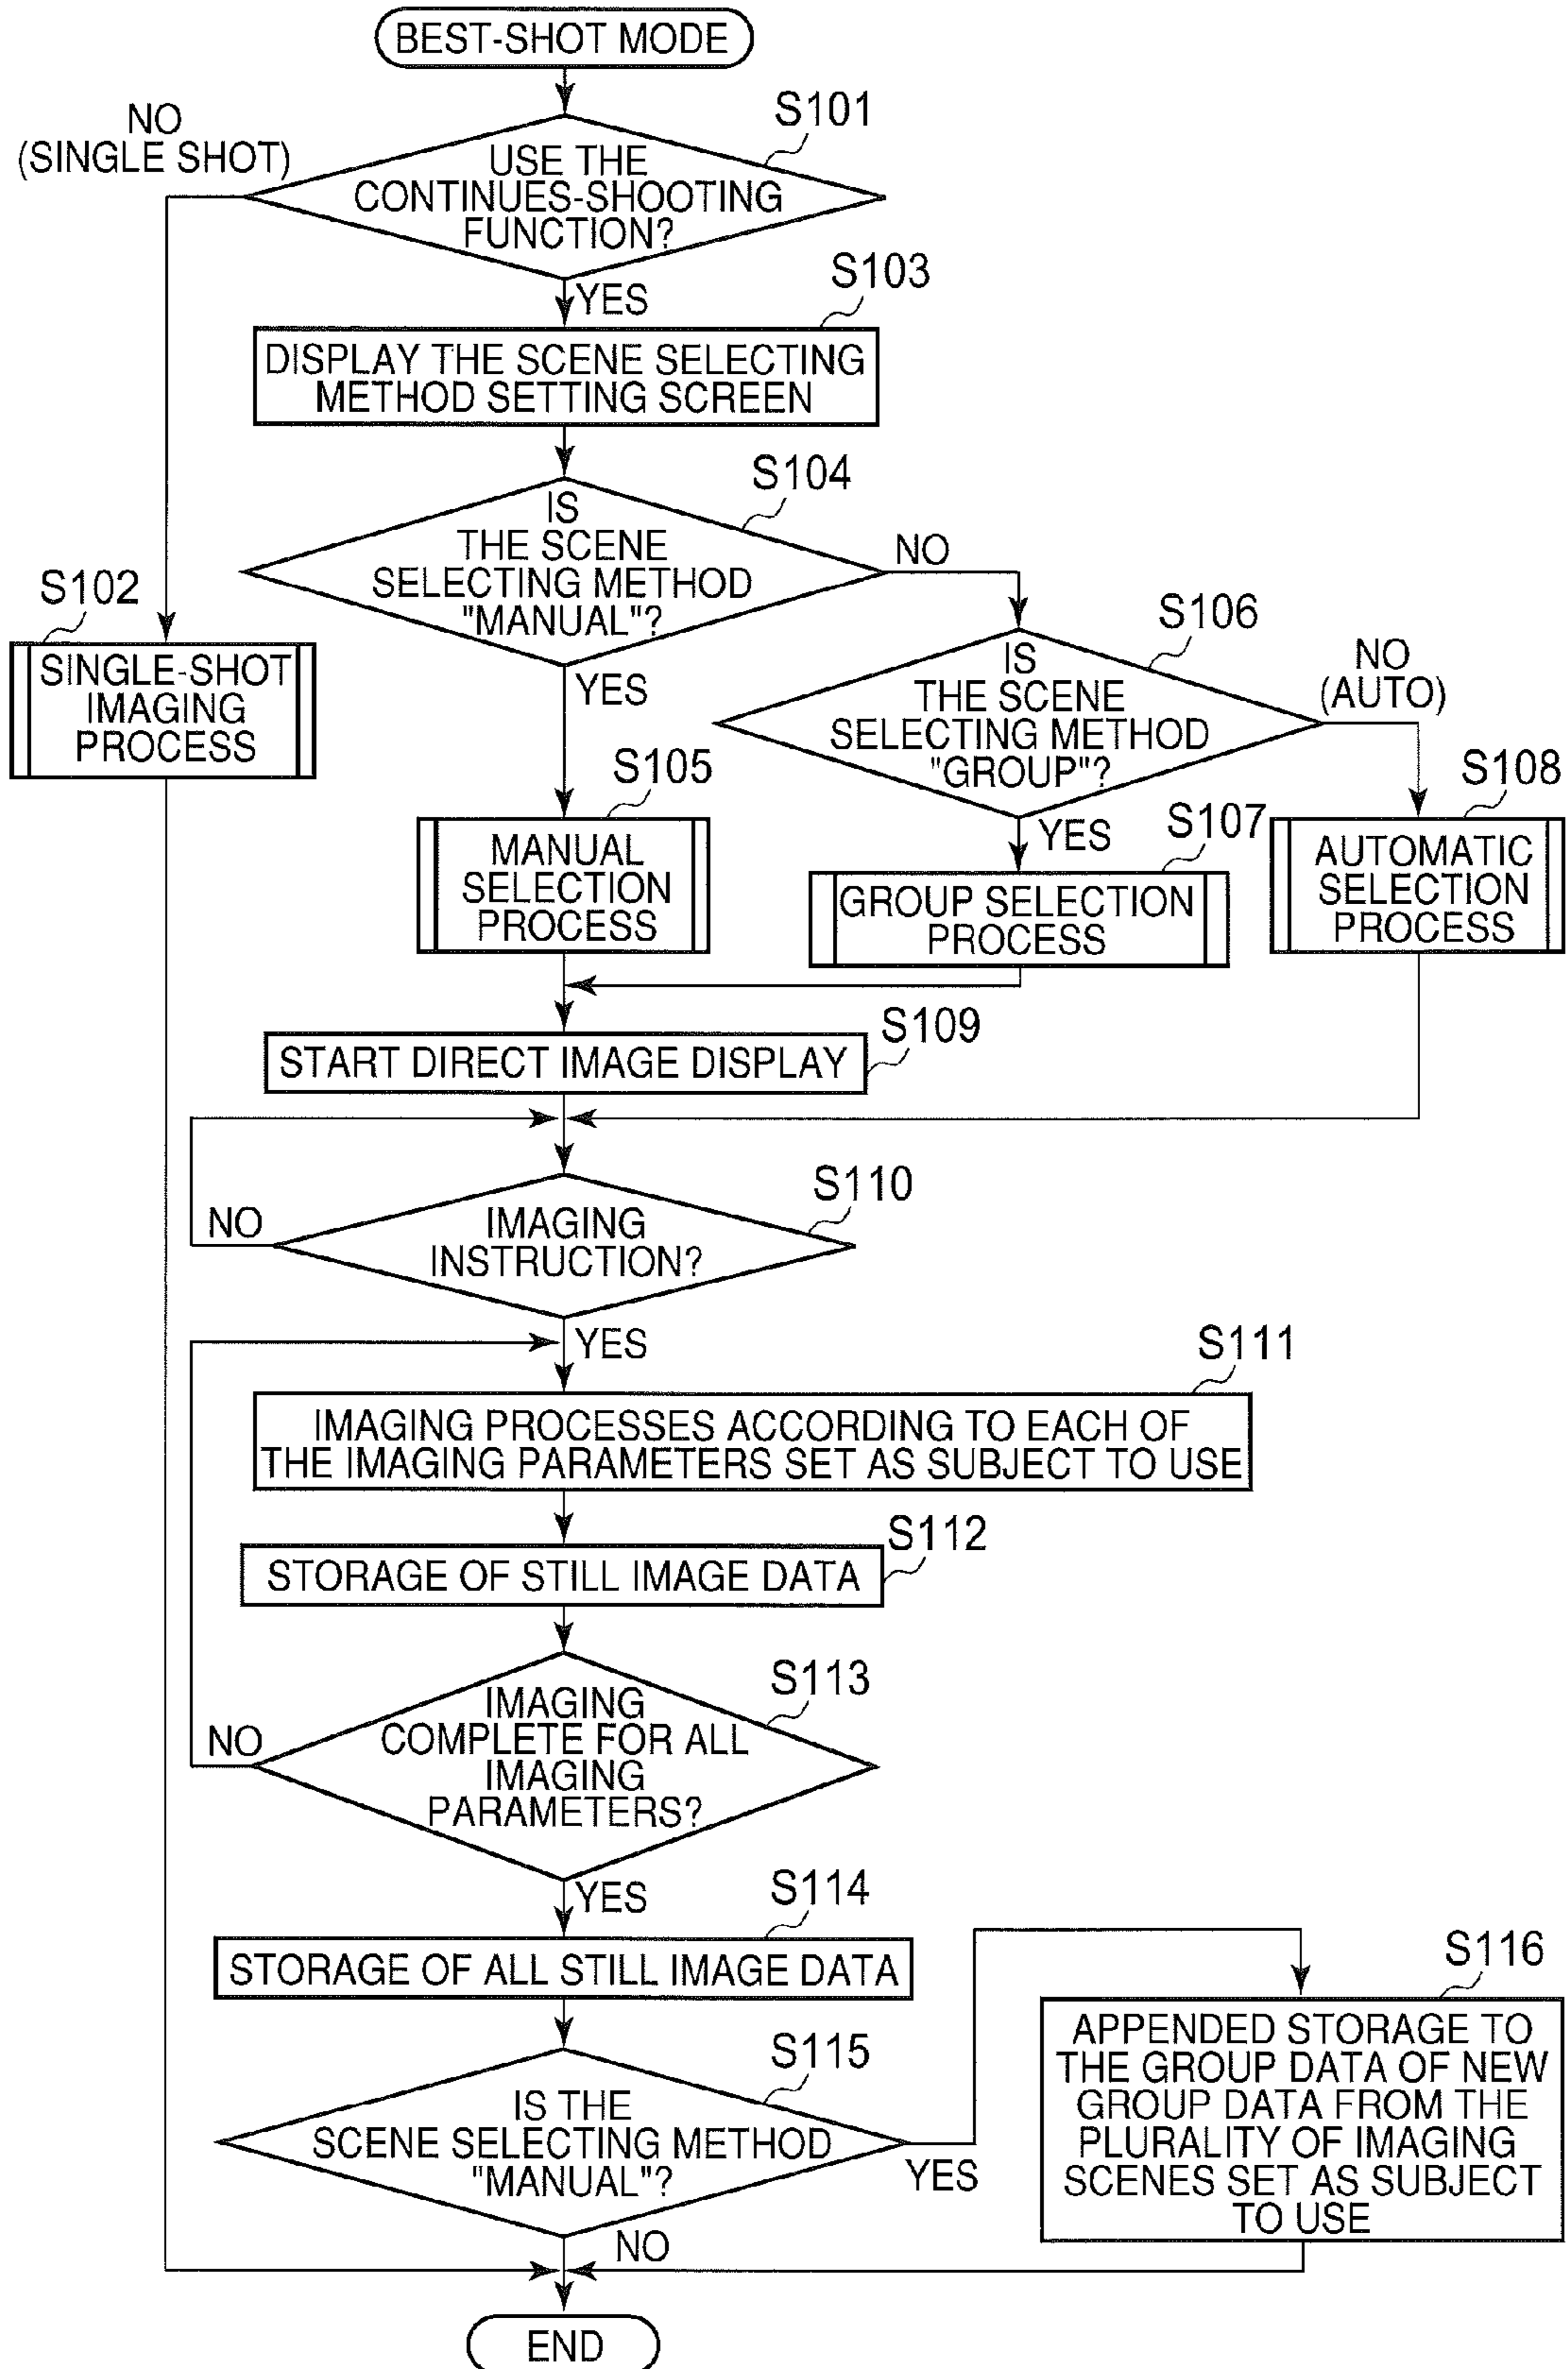 BEST-SHOT MODE
S101
NO
(SINGLE SHOT)
USE THE
CONTINUES-SHOOTING
FUNCTION?
YES
S103
DISPLAY THE SCENE SELECTING
METHOD SETTING SCREEN
S104
IS
THE SCENE
SELECTING METHOD
"MANUAL"?
NO
YES
S102
SINGLE-SHOT
IMAGING
PROCESS
S106
IS
THE SCENE
SELECTING METHOD
"GROUP"?
NO
(AUTO)
YES
S105
MANUAL
SELECTION
PROCESS
S107
GROUP SELECTION
PROCESS
S108
AUTOMATIC
SELECTION
PROCESS
S109
START DIRECT IMAGE DISPLAY
S110
IMAGING
INSTRUCTION?
NO
YES
S111
IMAGING PROCESSES ACCORDING TO EACH OF
THE IMAGING PARAMETERS SET AS SUBJECT TO USE
S112
STORAGE OF STILL IMAGE DATA
S113
IMAGING
COMPLETE FOR ALL
IMAGING
PARAMETERS?
NO
YES
S114
STORAGE OF ALL STILL IMAGE DATA
S115
IS THE
SCENE SELECTING METHOD
"MANUAL"?
YES
NO
S116
APPENDED STORAGE TO
THE GROUP DATA OF NEW
GROUP DATA FROM THE
PLURALITY OF IMAGING
SCENES SET AS SUBJECT
TO USE
END